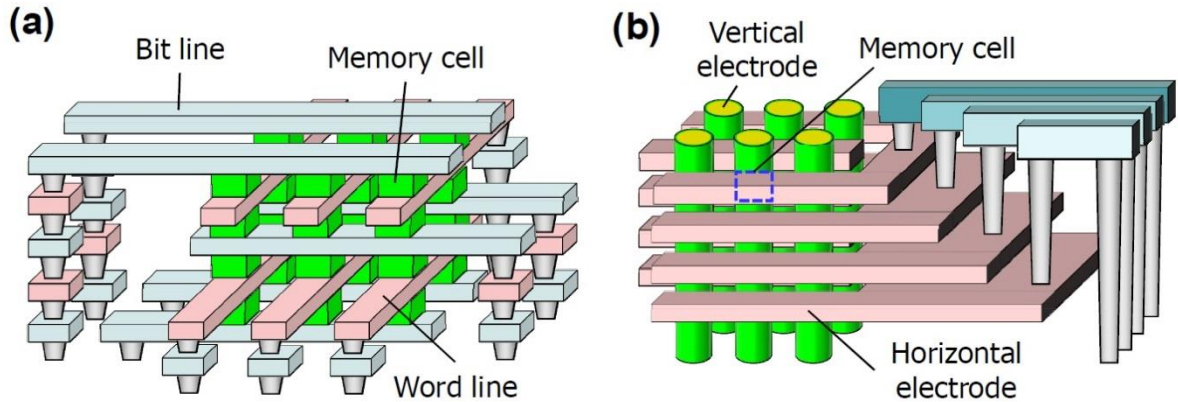 (a)
Bit line
Memory cell
Word line
(b)
Vertical
electrode
Memory cell
Horizontal
electrode